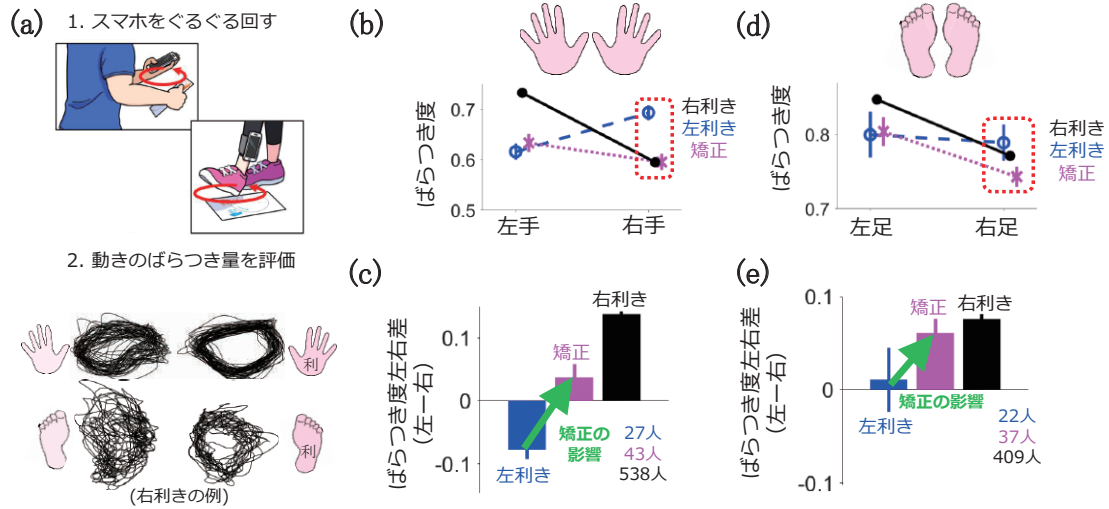 (a)
1. スマホをぐるぐる回す
2. 動きのばらつき量を評価
利
利
(右利きの例)
(b)
ばらつき度
0.7
0.6
0.5
左手
右手
右利き
左利き
矯正
(c)
ばらつき度左右差
(左ー右)
0.1
0
-0.1
左利き
矯正
右利き
矯正の
影響
27人
43人
538人
(d)
ばらつき度
0.8
0.7
左足
右足
右利き
左利き
矯正
(e)
ばらつき度左右差
(左ー右)
0.1
0
-0.1
左利き
矯正
右利き
矯正の影響
22人
37人
409人